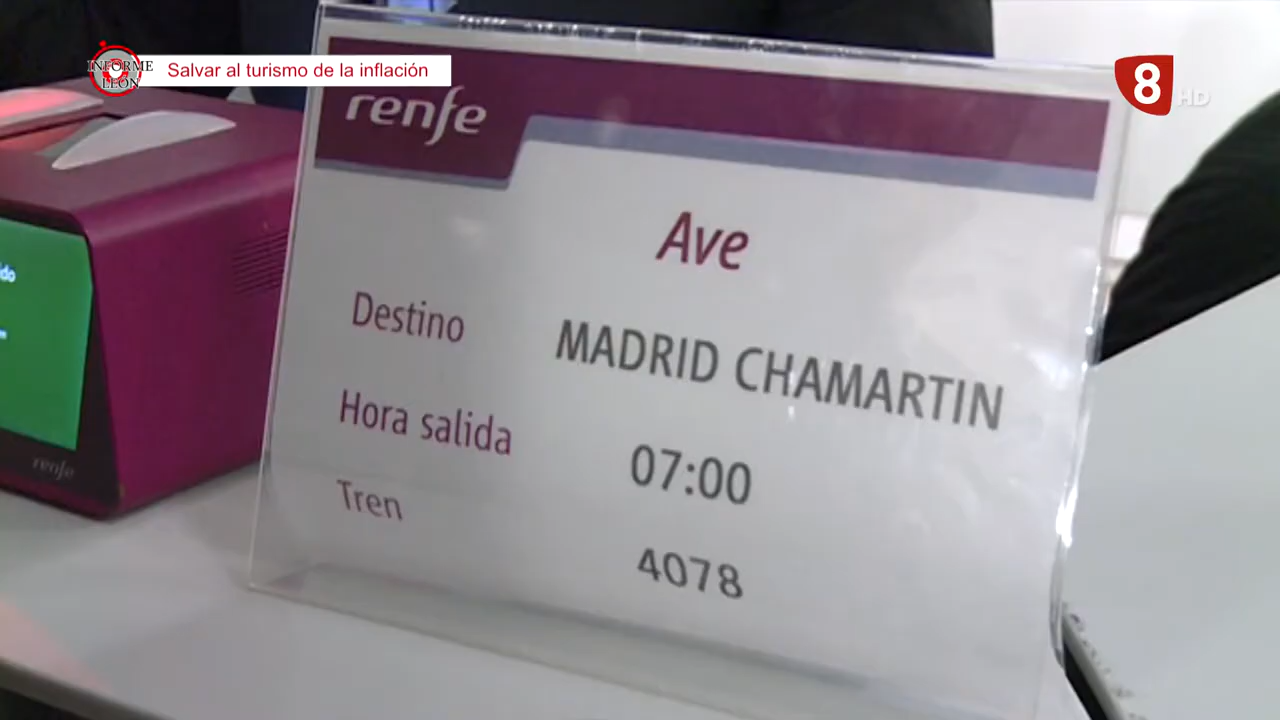 INFORME
LEÓN
Salvar al turismo de la inflación
8
HD
renfe
Ave
Destino
MADRID CHAMARTIN
Hora salida
07:00
Tren
4078
renfe